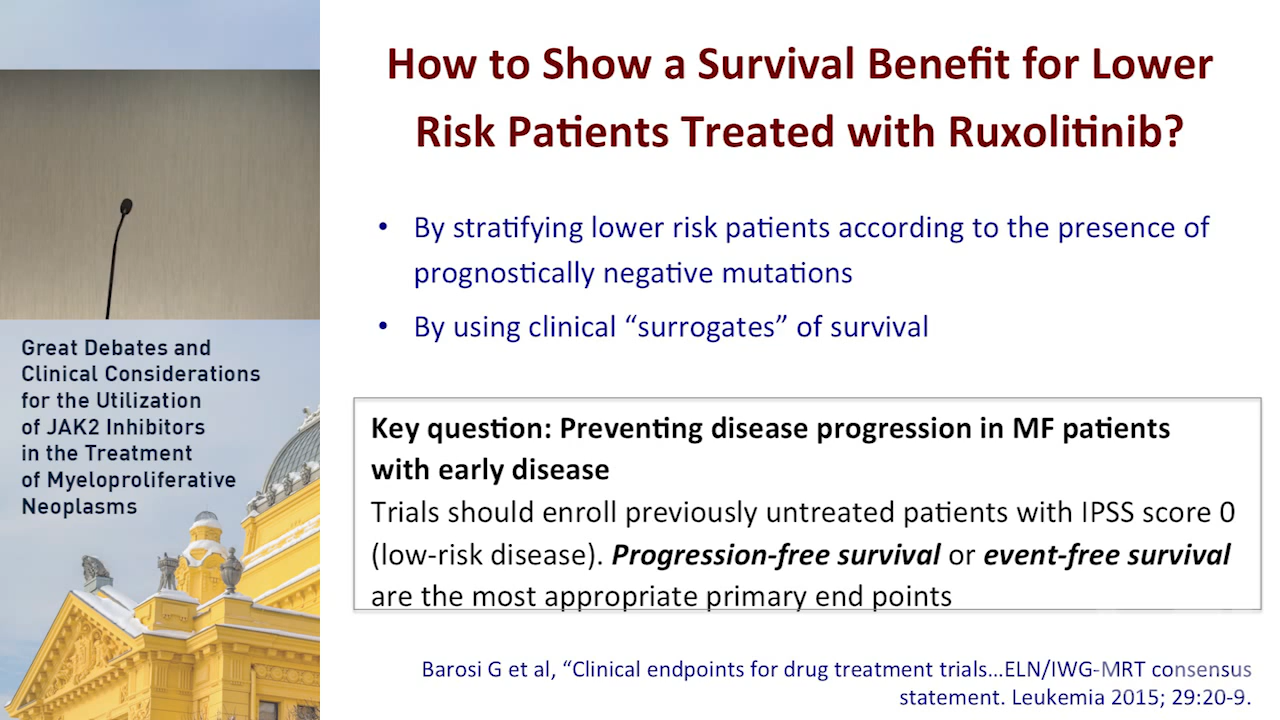 How to Show a Survival Benefit for Lower
Risk Patients Treated with Ruxolitinib?
• By stratifying lower risk patients according to the presence of
prognostically negative mutations
• By using clinical “surrogates” of survival
Key question: Preventing disease progression in MF patients
with early disease
Trials should enroll previously untreated patients with IPSS score 0
(low-risk disease). Progression-free survival or event-free survival
are the most appropriate primary end points
Barosi G et al, “Clinical endpoints for drug treatment trials…ELN/IWG-MRT consensus
statement. Leukemia 2015; 29:20-9.
Great Debates and
Clinical Considerations
for the Utilization
of JAK2 Inhibitors
in the Treatment
of Myeloproliferative
Neoplasms